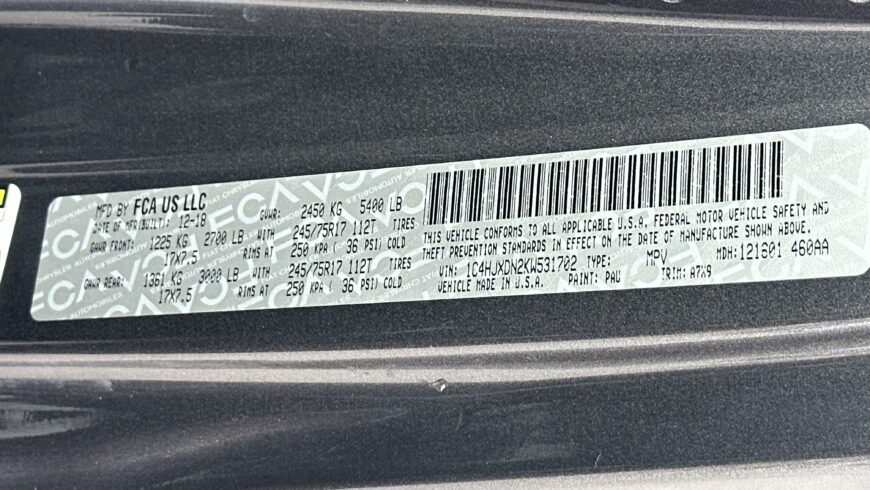 MFD BY FCA US LLC
DATE OF MFR(BUILT): 12-18 GVWR: 2450 KG 5400 LB
GAWR FRONT: 1225 KG 2700 LB WITH 245/75R17 112T TIRES
17X7.5 RIMS AT 250 KPA( 36 PSI) COLD
GAWR REAR: 1361 KG 3000 LB WITH 245/75R17 112T TIRES
17X7.5 RIMS AT 250 KPA( 36 PSI) COLD
THIS VEHICLE CONFORMS TO ALL APPLICABLE U.S.A. FEDERAL MOTOR VEHICLE SAFETY AND
THEFT PREVENTION STANDARDS IN EFFECT ON THE DATE OF MANUFACTURE SHOWN ABOVE.
VIN: 1C4HJXDN2KW531702 TYPE: MPV MDH: 121801 460AA
VEHICLE MADE IN U.S.A. PAINT: PAU TRIM: A7X9